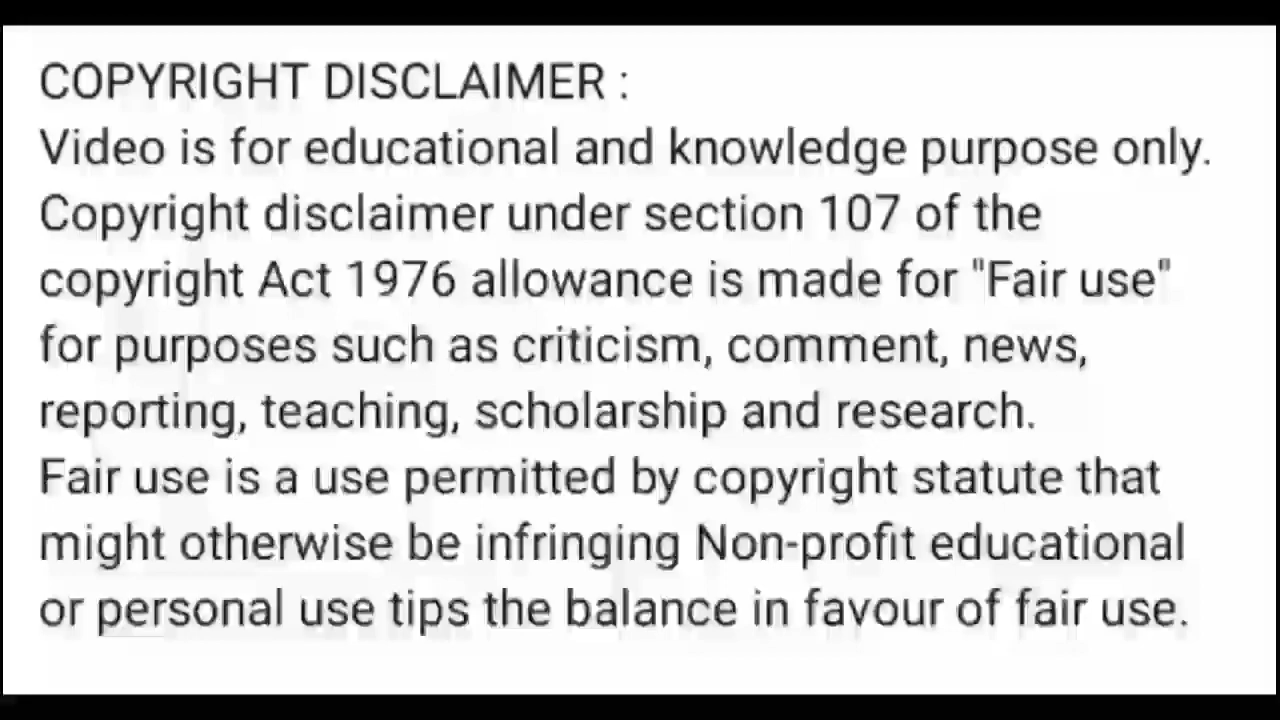 COPYRIGHT DISCLAIMER :
Video is for educational and knowledge purpose only.
Copyright disclaimer under section 107 of the
copyright Act 1976 allowance is made for "Fair use"
for purposes such as criticism, comment, news,
reporting, teaching, scholarship and research.
Fair use is a use permitted by copyright statute that
might otherwise be infringing Non-profit educational
or personal use tips the balance in favour of fair use.